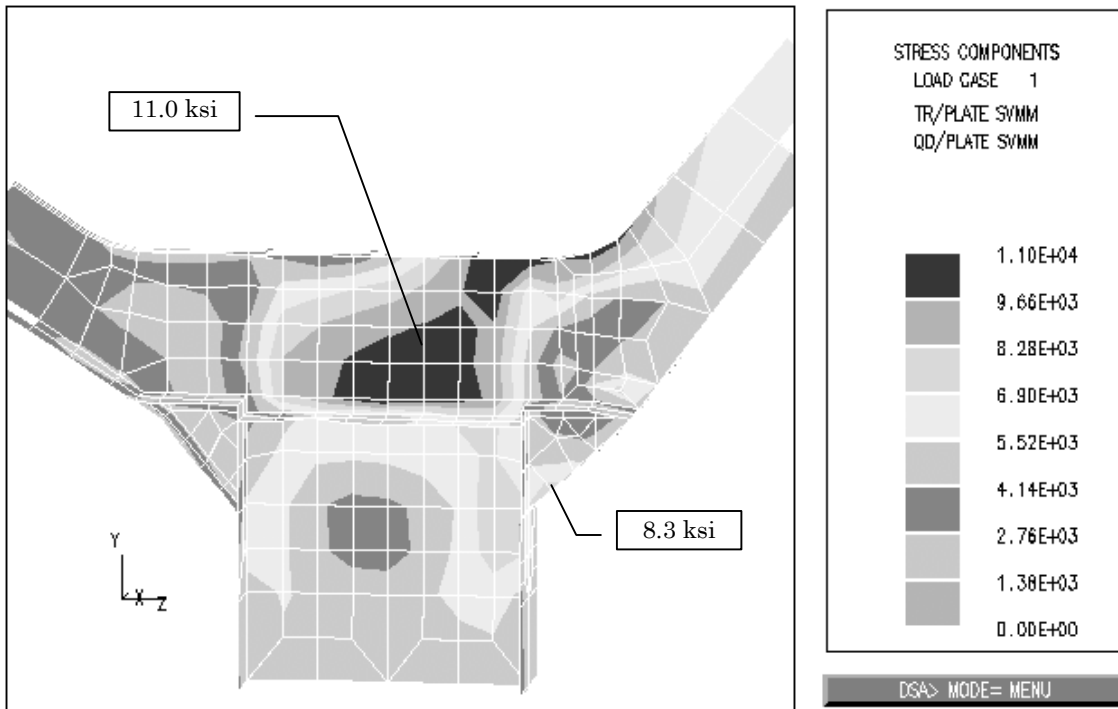 11.0 ksi
8.3 ksi
Y
X Z
STRESS COMPONENTS
LOAD CASE 1
TR/PLATE SVMM
QD/PLATE SVMM
1.10E+04
9.66E+03
8.28E+03
6.90E+03
5.52E+03
4.14E+03
2.76E+03
1.38E+03
0.00E+00
DSA> MODE= MENU